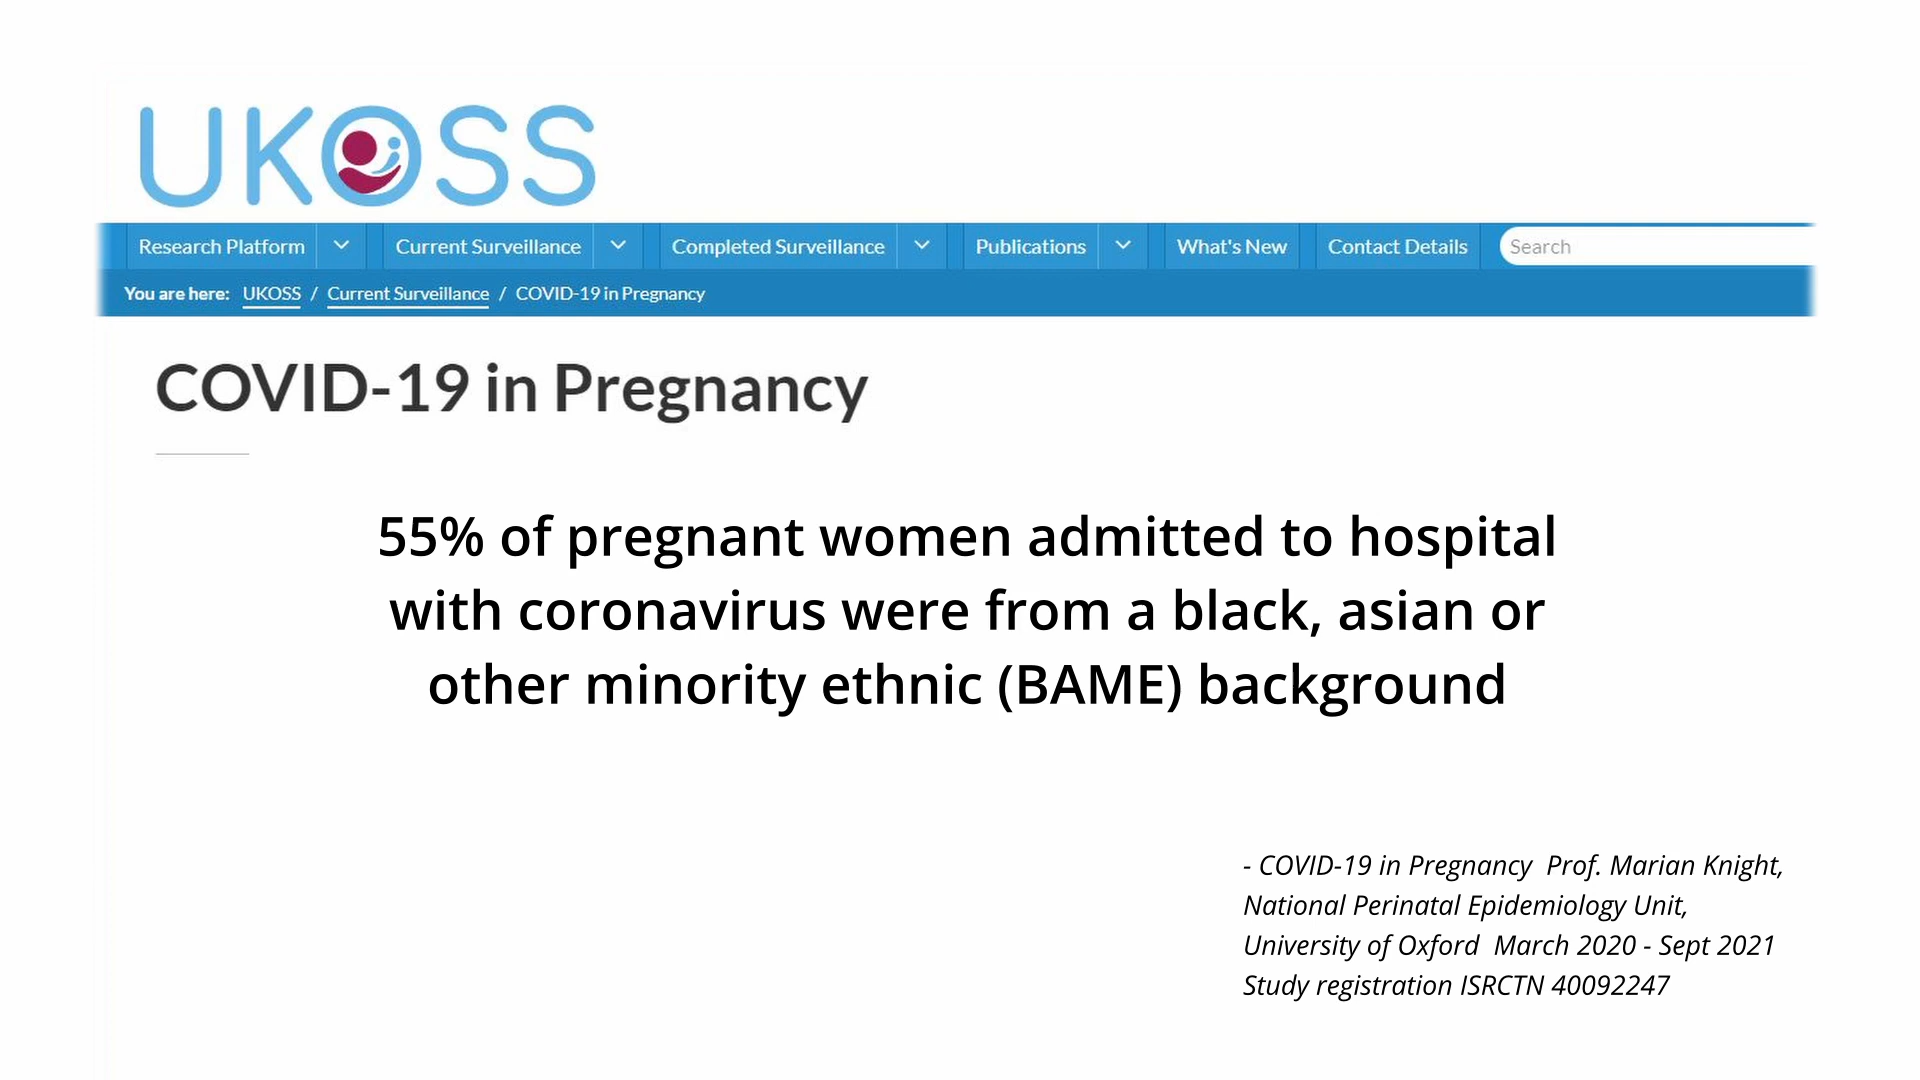 UKOSS
Research Platform Current Surveillance Completed Surveillance Publications What's New Contact Details Search
You are here: UKOSS / Current Surveillance / COVID-19 in Pregnancy
COVID-19 in Pregnancy
55% of pregnant women admitted to hospital
with coronavirus were from a black, asian or
other minority ethnic (BAME) background
- COVID-19 in Pregnancy Prof. Marian Knight,
National Perinatal Epidemiology Unit,
University of Oxford March 2020 - Sept 2021
Study registration ISRCTN 40092247